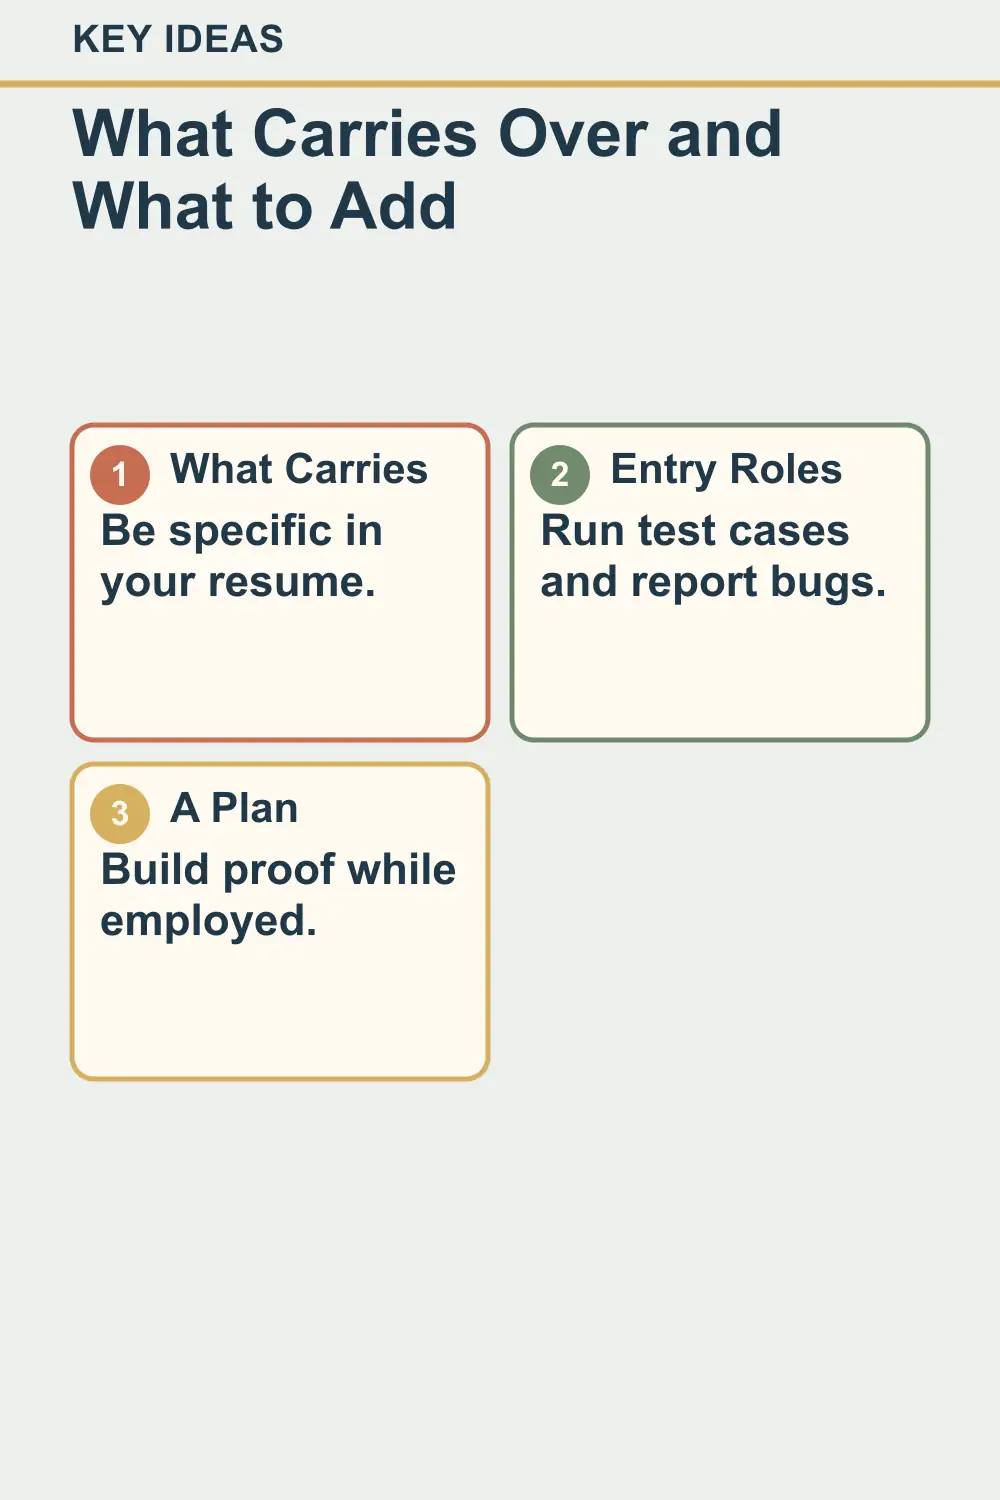 KEY IDEAS
What Carries Over and
What to Add
1 What Carries
Be specific in
your resume.
2 Entry Roles
Run test cases
and report bugs.
3 A Plan
Build proof while
employed.